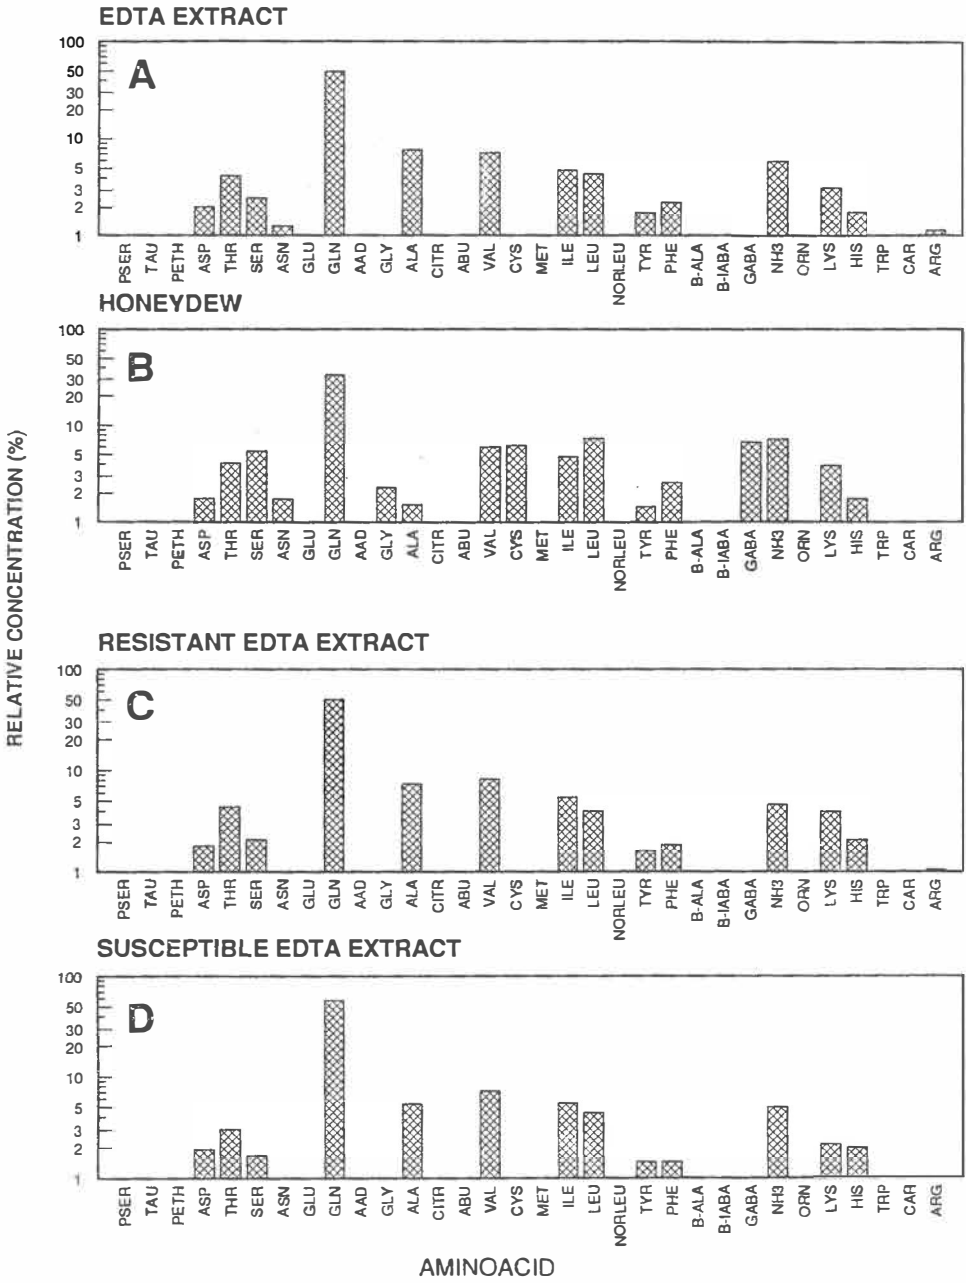 EDTA EXTRACT
A
100
50
30
20
10
5
3
2
1
PSER TAU PETH ASP THR SER ASN GLU GLN AAD GLY ALA CITR ABU VAL CYS MET ILE LEU NORLEU TYR PHE B-ALA B-IABA GABA NH3 ORN LYS HIS TRP CAR ARG
HONEYDEW
B
100
50
30
20
10
5
3
2
1
PSER TAU PETH ASP THR SER ASN GLU GLN AAD GLY ALA CITR ABU VAL CYS MET ILE LEU NORLEU TYR PHE B-ALA B-IABA GABA NH3 ORN LYS HIS TRP CAR ARG
RELATIVE CONCENTRATION (%)
RESISTANT EDTA EXTRACT
C
100
50
30
20
10
5
3
2
1
PSER TAU PETH ASP THR SER ASN GLU GLN AAD GLY ALA CITR ABU VAL CYS MET ILE LEU NORLEU TYR PHE B-ALA B-IABA GABA NH3 ORN LYS HIS TRP CAR ARG
SUSCEPTIBLE EDTA EXTRACT
D
100
50
30
20
10
5
3
2
1
PSER TAU PETH ASP THR SER ASN GLU GLN AAD GLY ALA CITR ABU VAL CYS MET ILE LEU NORLEU TYR PHE B-ALA B-IABA GABA NH3 ORN LYS HIS TRP CAR ARG
AMINOACID